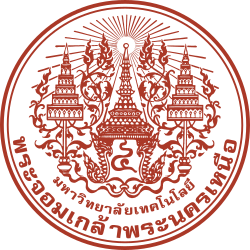 ๔
มหาวิทยาลัยเทคโนโลยี
พระจอมเกล้าพระนครเหนือ